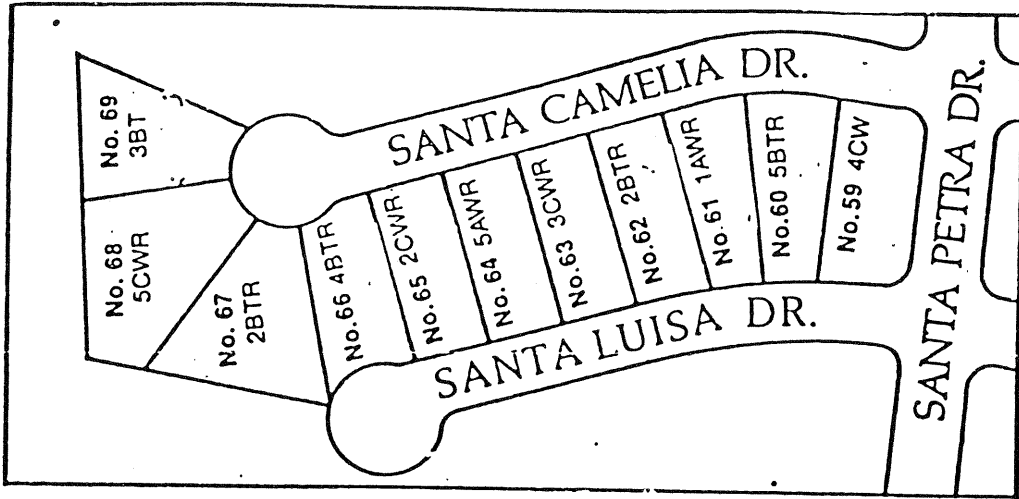 No. 69
3BT
No. 68
5CWR
No. 67
2BTR
No.66 4BTR
No.65 2CWR
No.64 5AWR
No.63 3CWR
No.62 2BTR
No.61 1AWR
No.60 5BTR
No.59 4CW
SANTA CAMELIA DR.
SANTA LUISA DR.
SANTA PETRA DR.